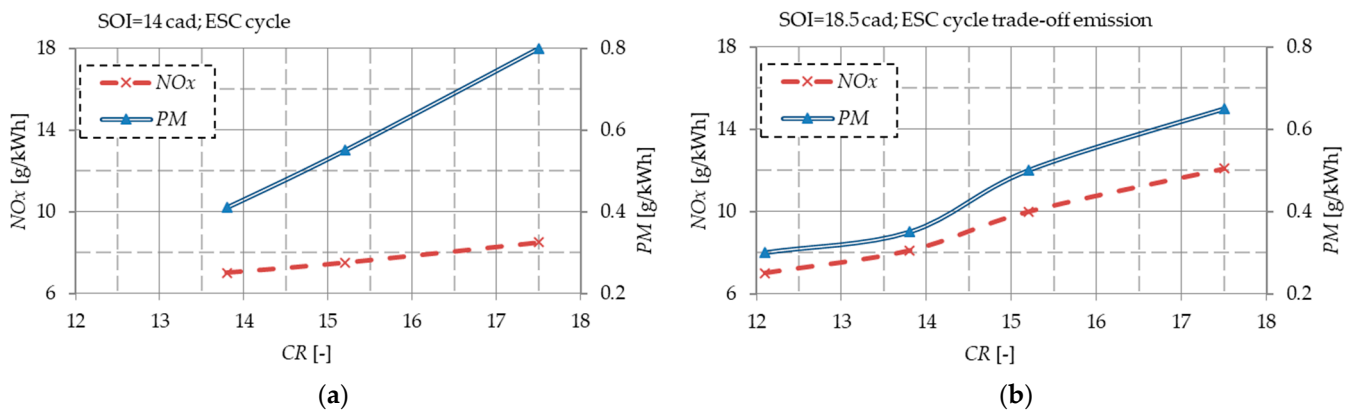 SOI=14 cad; ESC cycle
18
14
10
6
NOx [g/kWh]
NOx
PM
0.8
0.6
0.4
0.2
PM [g/kWh]
12 13 14 15 16 17 18
CR [-]
(a)
SOI=18.5 cad; ESC cycle trade-off emission
18
14
10
6
NOx [g/kWh]
NOx
PM
0.8
0.6
0.4
0.2
PM [g/kWh]
12 13 14 15 16 17 18
CR [-]
(b)